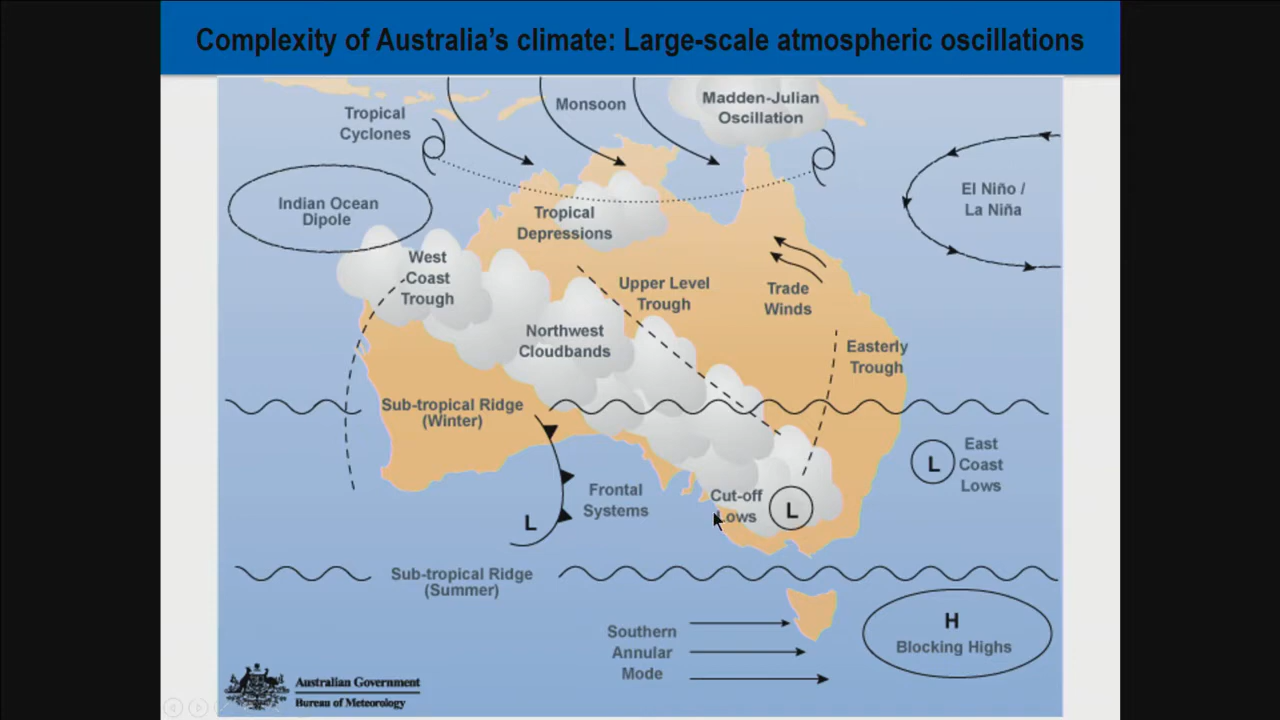 Complexity of Australia's climate: Large-scale atmospheric oscillations
Tropical
Cyclones
Monsoon
Madden-Julian
Oscillation
Indian Ocean
Dipole
El Niño /
La Niña
Tropical
Depressions
West
Coast
Trough
Upper Level
Trough
Trade
Winds
Northwest
Cloudbands
Easterly
Trough
Sub-tropical Ridge
(Winter)
L
East
Coast
Lows
Frontal
Systems
L
Cut-off
Lows
L
Sub-tropical Ridge
(Summer)
Southern
Annular
Mode
H
Blocking Highs
Australian Government
Bureau of Meteorology